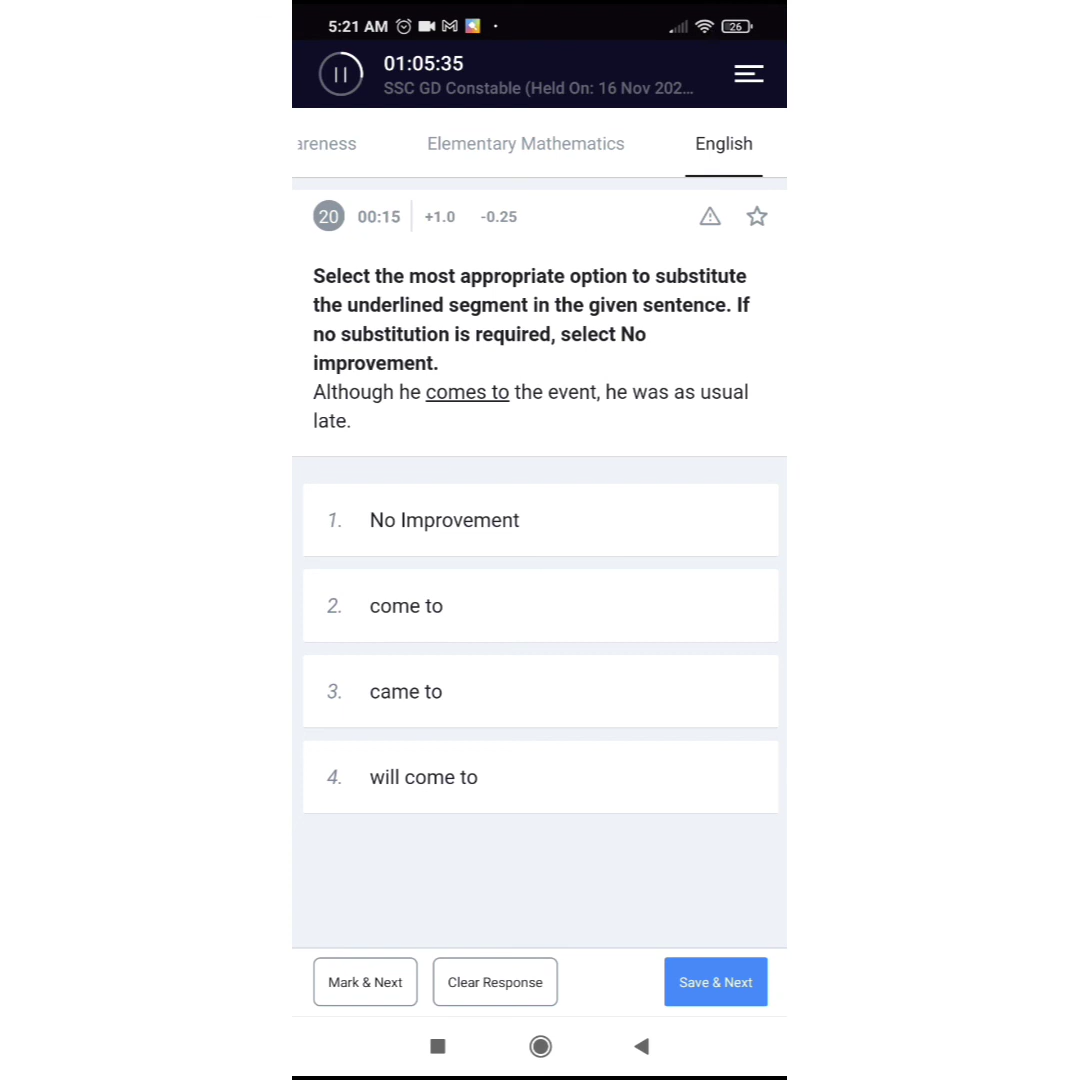 5:21 AM 26
01:05:35
SSC GD Constable (Held On: 16 Nov 202...
areness Elementary Mathematics English
20 00:15 +1.0 -0.25
Select the most appropriate option to substitute
the underlined segment in the given sentence. If
no substitution is required, select No
improvement.
Although he comes to the event, he was as usual
late.
1. No Improvement
2. come to
3. came to
4. will come to
Mark & Next Clear Response Save & Next